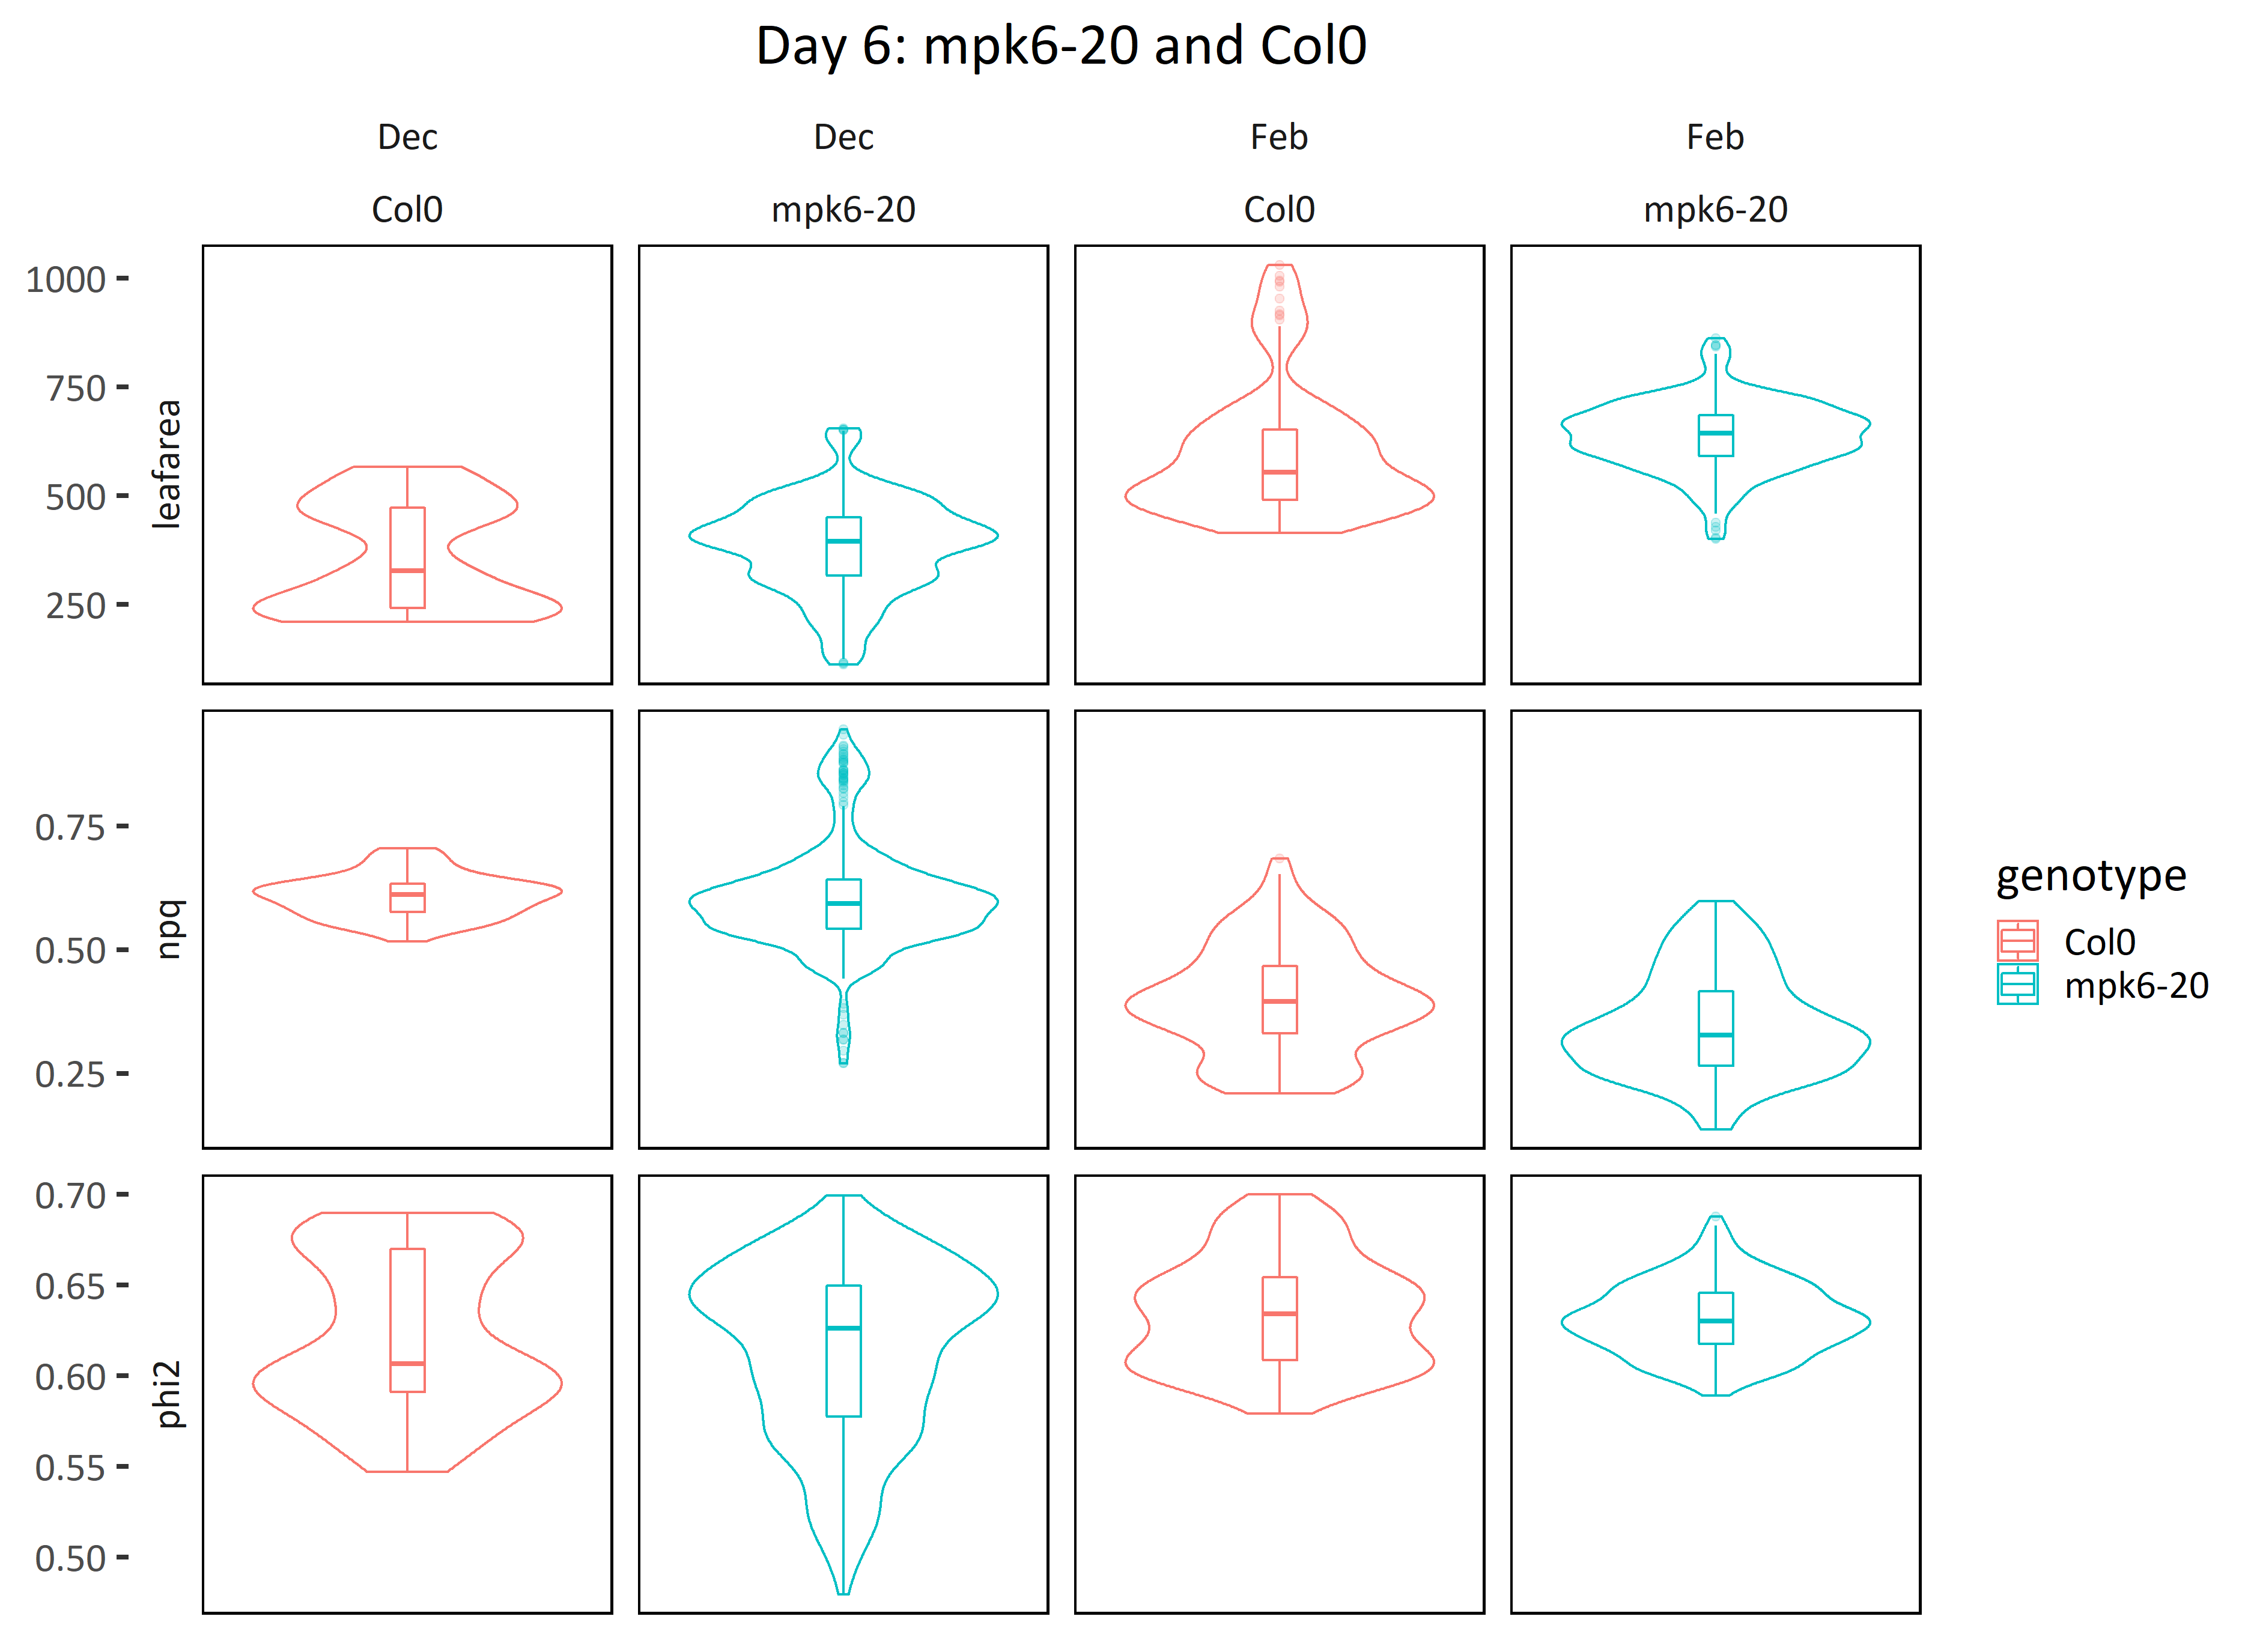 Day 6: mpk6-20 and Col0
Dec Dec Feb Feb
Col0 mpk6-20 Col0 mpk6-20
1000
750
500
250
leafarea
0.75
0.50
0.25
npq
0.70
0.65
0.60
0.55
0.50
phi2
genotype
Col0
mpk6-20